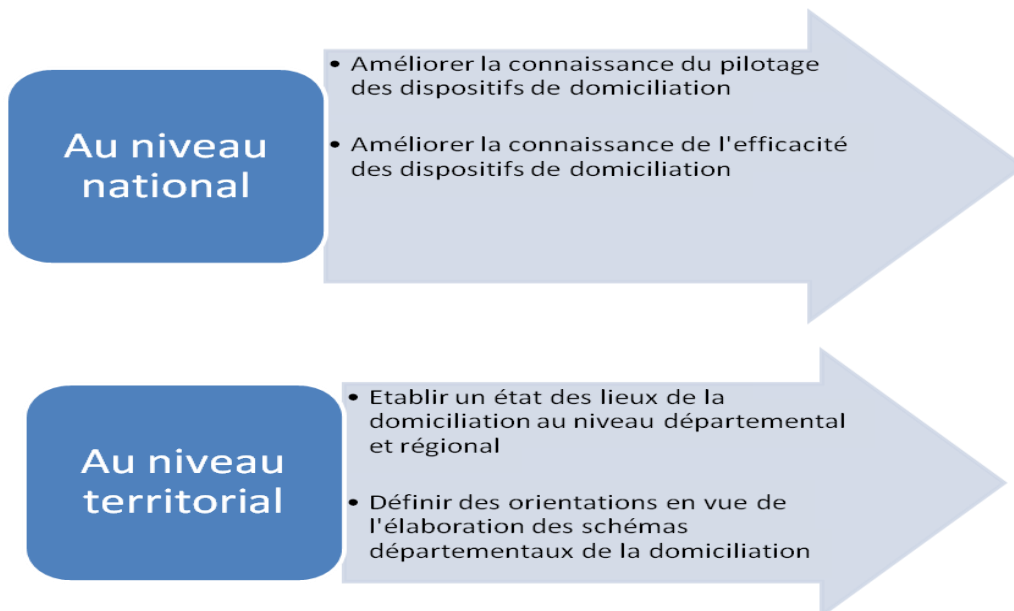 Au niveau
national
• Améliorer la connaissance du pilotage
des dispositifs de domiciliation
• Améliorer la connaissance de l'efficacité
des dispositifs de domiciliation
Au niveau
territorial
• Etablir un état des lieux de la
domiciliation au niveau départemental
et régional
• Définir des orientations en vue de
l'élaboration des schémas
départementaux de la domiciliation